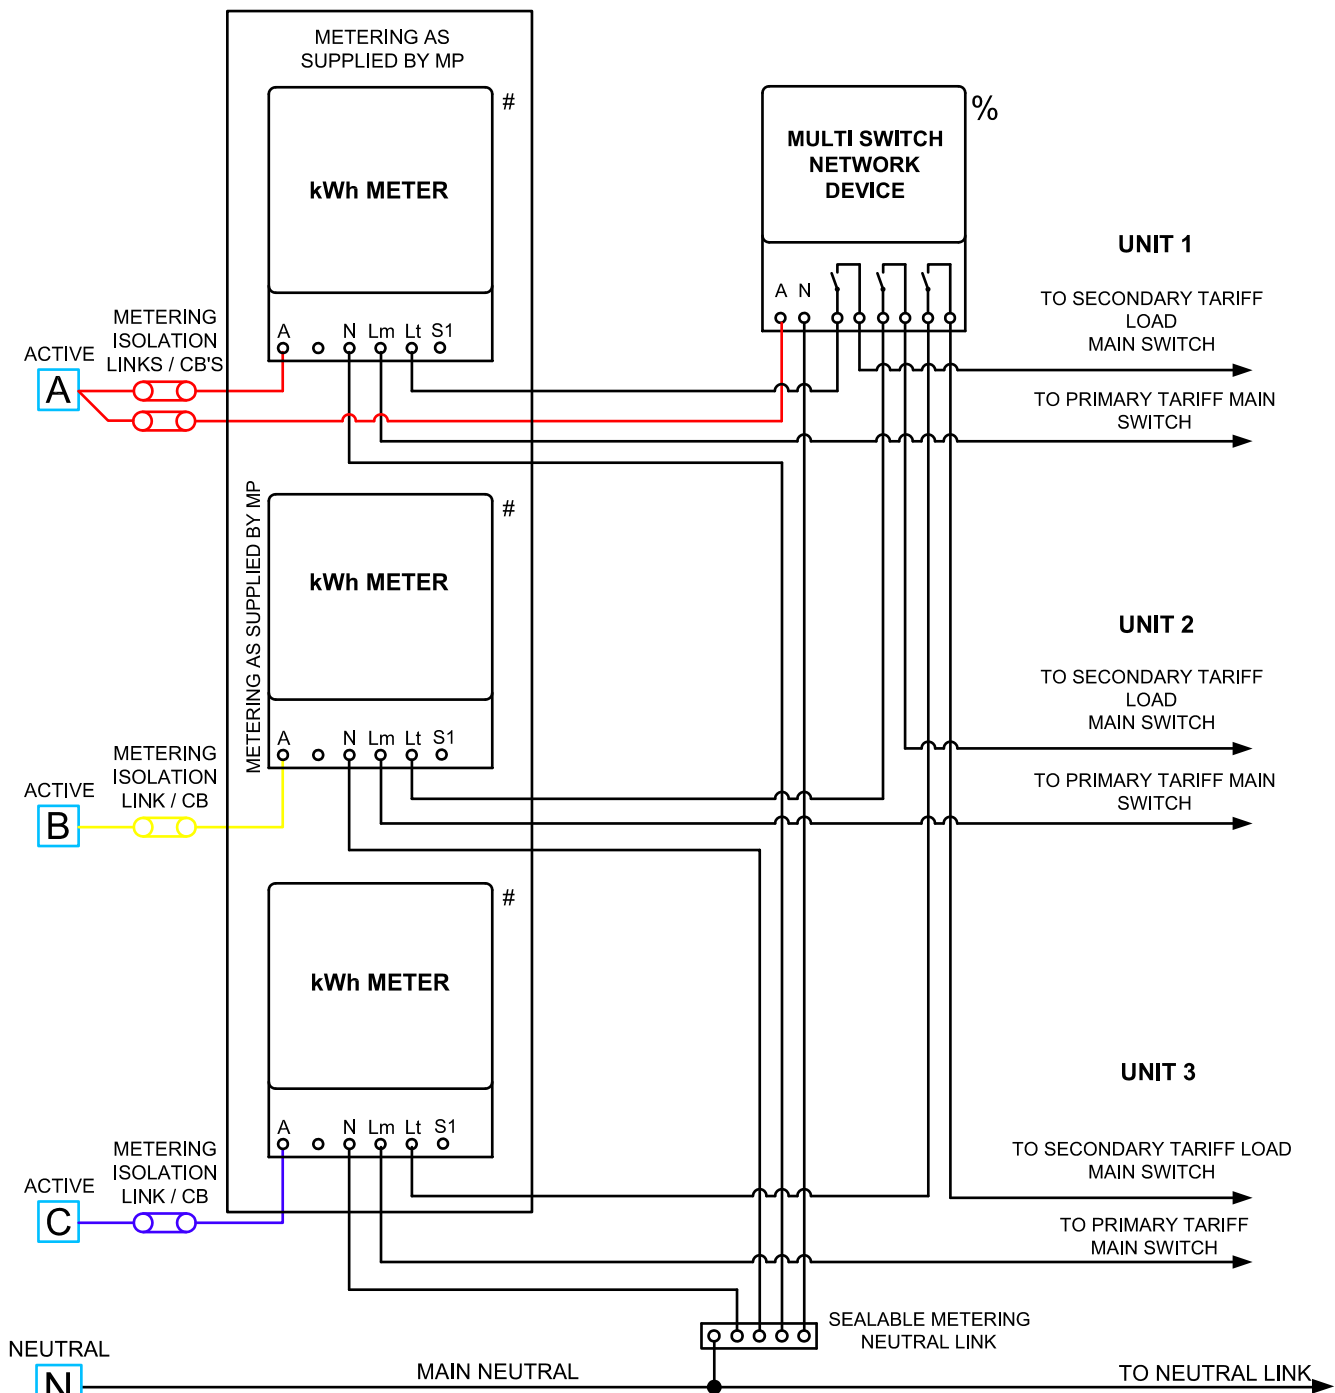 METERING AS
SUPPLIED BY MP
#
kWh METER
A N Lm Lt S1
%
MULTI SWITCH
NETWORK
DEVICE
A N
UNIT 1
TO SECONDARY TARIFF
LOAD
MAIN SWITCH
TO PRIMARY TARIFF MAIN
SWITCH
METERING
ISOLATION
LINKS / CB'S
ACTIVE
A
METERING AS SUPPLIED BY MP
#
kWh METER
A N Lm Lt S1
UNIT 2
TO SECONDARY TARIFF
LOAD
MAIN SWITCH
TO PRIMARY TARIFF MAIN
SWITCH
METERING
ISOLATION
LINK / CB
ACTIVE
B
#
kWh METER
A N Lm Lt S1
UNIT 3
TO SECONDARY TARIFF LOAD
MAIN SWITCH
TO PRIMARY TARIFF
MAIN SWITCH
METERING
ISOLATION
LINK / CB
ACTIVE
C
SEALABLE METERING
NEUTRAL LINK
NEUTRAL
N
MAIN NEUTRAL
TO NEUTRAL LINK